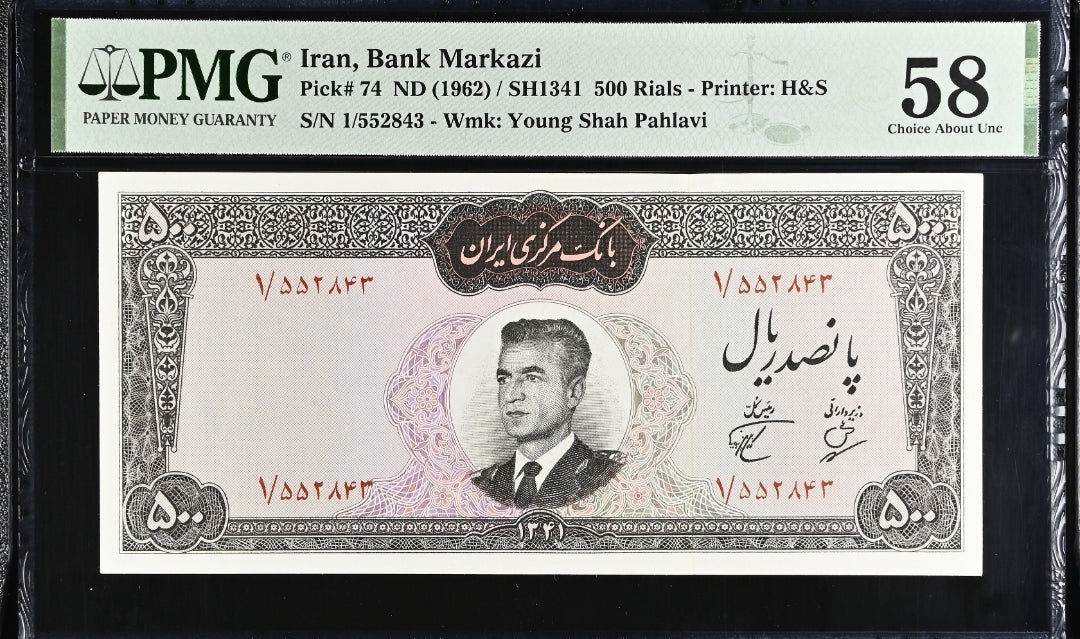 PMG®
PAPER MONEY GUARANTY
Iran, Bank Markazi
Pick# 74 ND (1962) / SH1341 500 Rials - Printer: H&S
S/N 1/552843 - Wmk: Young Shah Pahlavi
58
Choice About Unc
۵۰۰
۵۰۰
بانک مرکزی ایران
۱/۵۵۲۸۴۳
۱/۵۵۲۸۴۳
پانصد ریال
وزیر دارائی
رئیس کل
۱/۵۵۲۸۴۳
۱/۵۵۲۸۴۳
۵۰۰
۱۳۴۱
۵۰۰